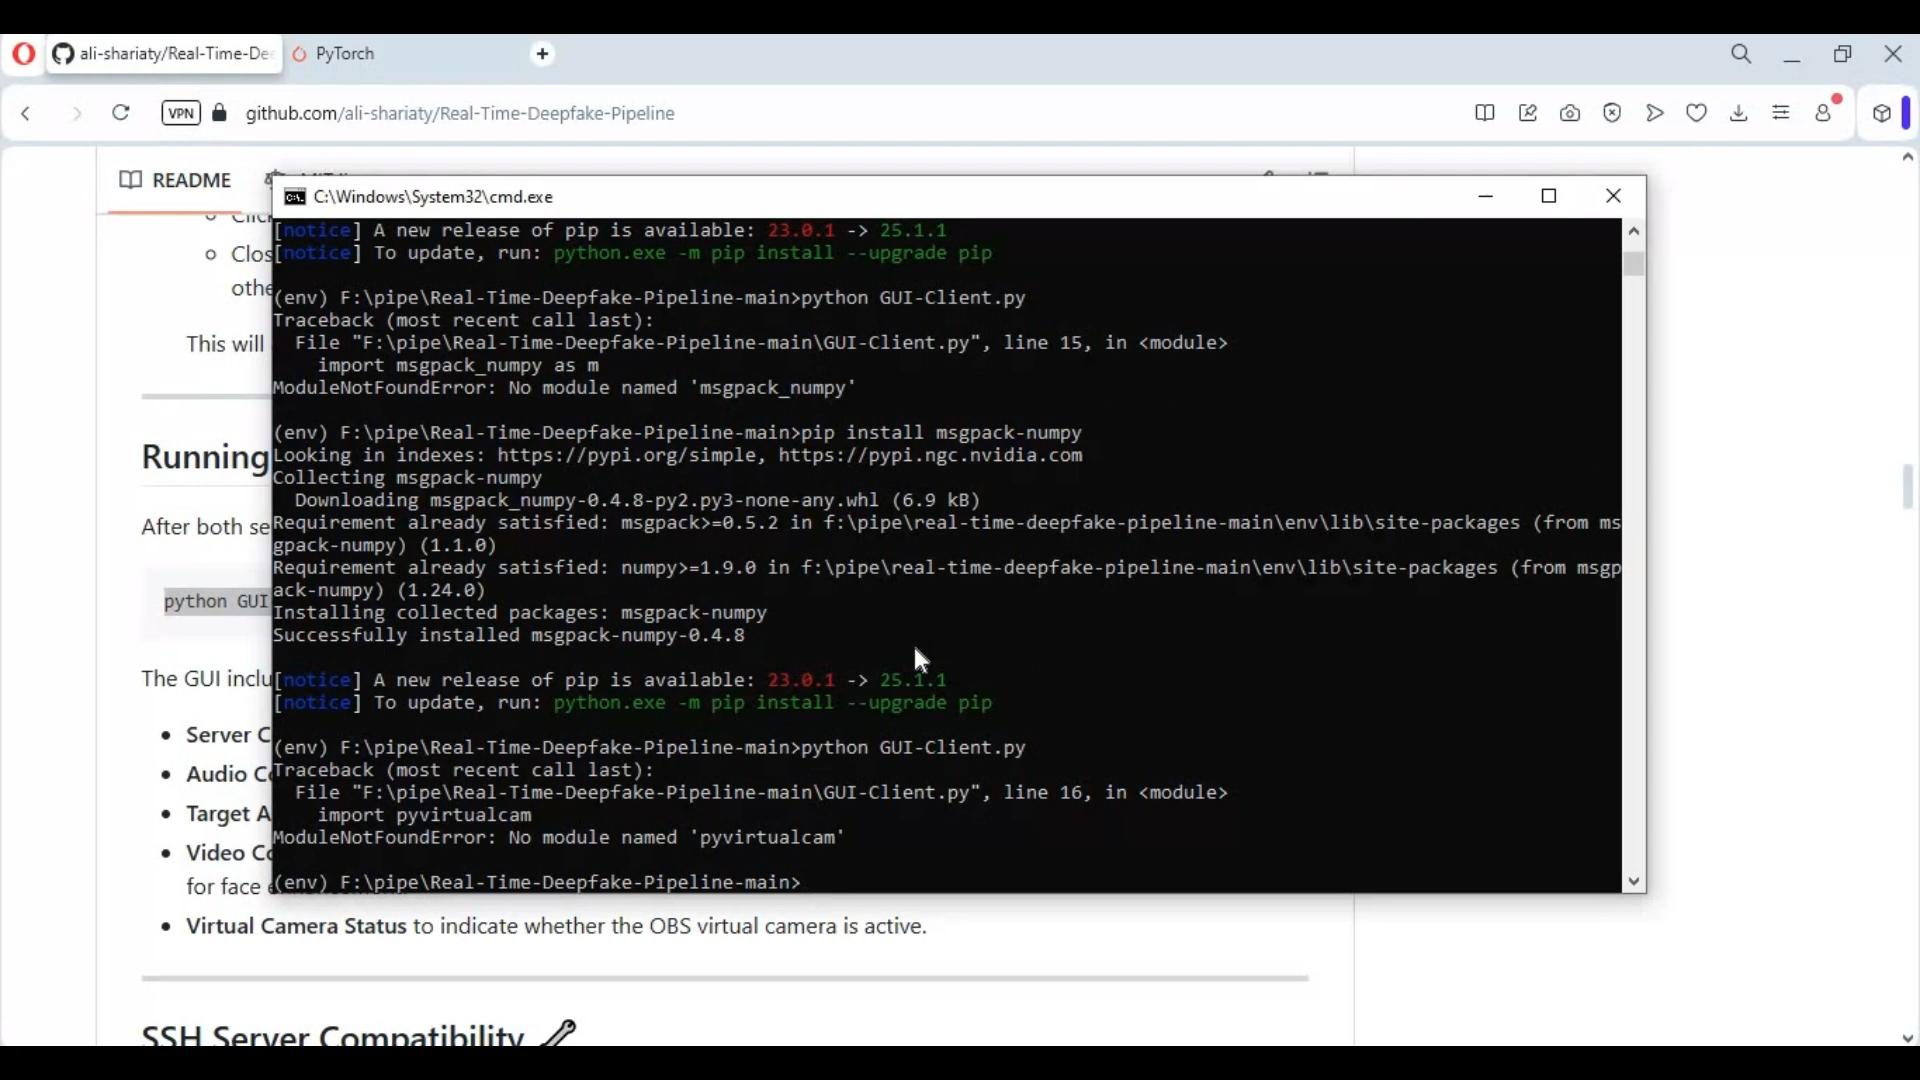 ali-shariaty/Real-Time-Dee
PyTorch
VPN
github.com/ali-shariaty/Real-Time-Deepfake-Pipeline
README
C:\Windows\System32\cmd.exe
Clos
othe
This will
Running
After both se
python GUI
The GUI inclu
Server C
Audio Co
Target A
Video Co
for face e
[notice] A new release of pip is available: 23.0.1 -> 25.1.1
[notice] To update, run: python.exe -m pip install --upgrade pip
(env) F:\pipe\Real-Time-Deepfake-Pipeline-main>python GUI-Client.py
Traceback (most recent call last):
File "F:\pipe\Real-Time-Deepfake-Pipeline-main\GUI-Client.py", line 15, in <module>
import msgpack_numpy as m
ModuleNotFoundError: No module named 'msgpack_numpy'
(env) F:\pipe\Real-Time-Deepfake-Pipeline-main>pip install msgpack-numpy
Looking in indexes: https://pypi.org/simple, https://pypi.ngc.nvidia.com
Collecting msgpack-numpy
Downloading msgpack_numpy-0.4.8-py2.py3-none-any.whl (6.9 kB)
Requirement already satisfied: msgpack>=0.5.2 in f:\pipe\real-time-deepfake-pipeline-main\env\lib\site-packages (from ms
gpack-numpy) (1.1.0)
Requirement already satisfied: numpy>=1.9.0 in f:\pipe\real-time-deepfake-pipeline-main\env\lib\site-packages (from msgp
ack-numpy) (1.24.0)
Installing collected packages: msgpack-numpy
Successfully installed msgpack-numpy-0.4.8
[notice] A new release of pip is available: 23.0.1 -> 25.1.1
[notice] To update, run: python.exe -m pip install --upgrade pip
(env) F:\pipe\Real-Time-Deepfake-Pipeline-main>python GUI-Client.py
Traceback (most recent call last):
File "F:\pipe\Real-Time-Deepfake-Pipeline-main\GUI-Client.py", line 16, in <module>
import pyvirtualcam
ModuleNotFoundError: No module named 'pyvirtualcam'
(env) F:\pipe\Real-Time-Deepfake-Pipeline-main>
Virtual Camera Status to indicate whether the OBS virtual camera is active.
SSH Server Compatibility